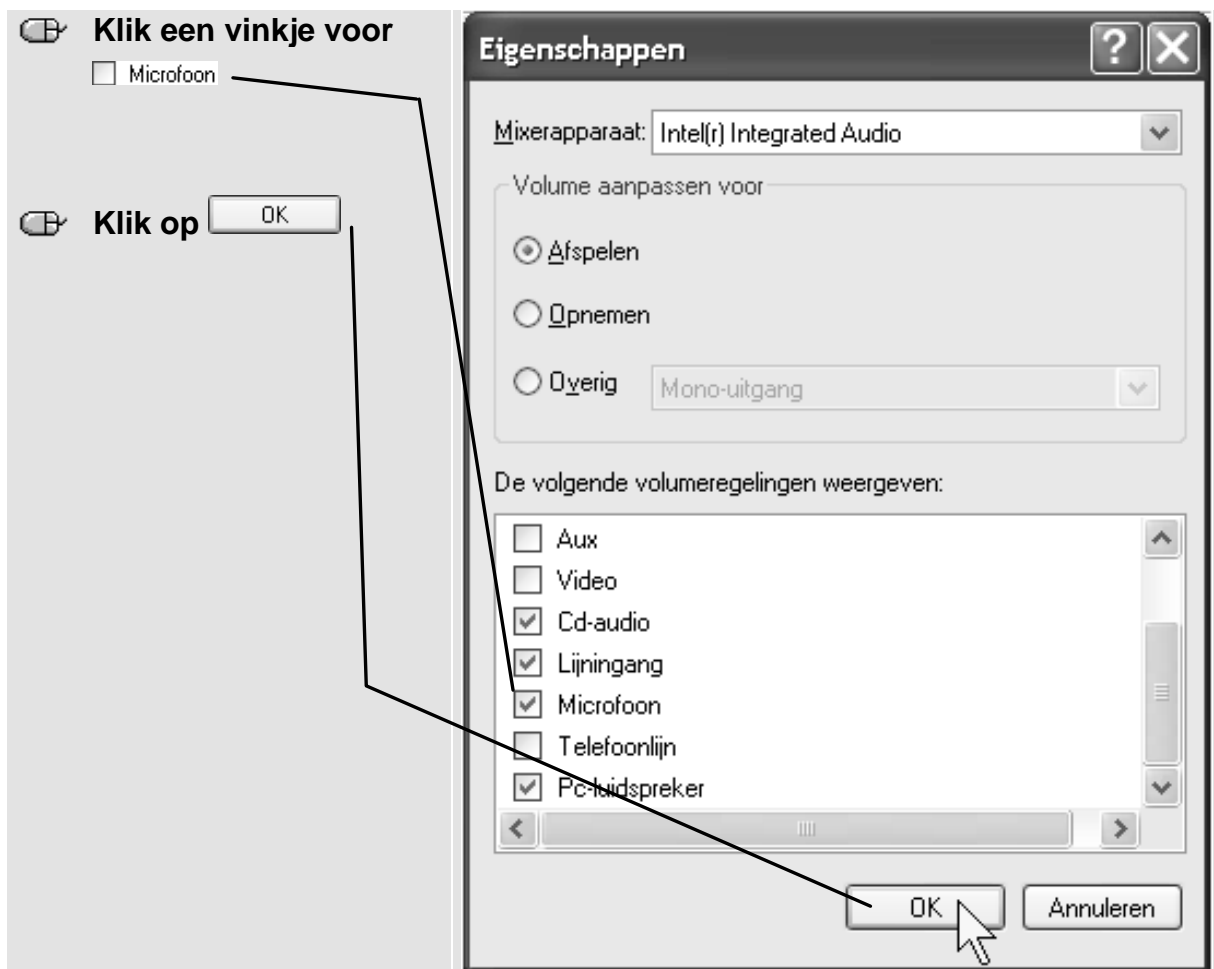 Klik een vinkje voor
Microfoon
Klik op OK
Eigenschappen
Mixerapparaat: Intel(r) Integrated Audio
Volume aanpassen voor
Afspelen
Opnemen
Overig Mono-uitgang
De volgende volumeregelingen weergeven:
Aux
Video
Cd-audio
Lijningang
Microfoon
Telefoonlijn
Pc-luidspreker
OK Annuleren